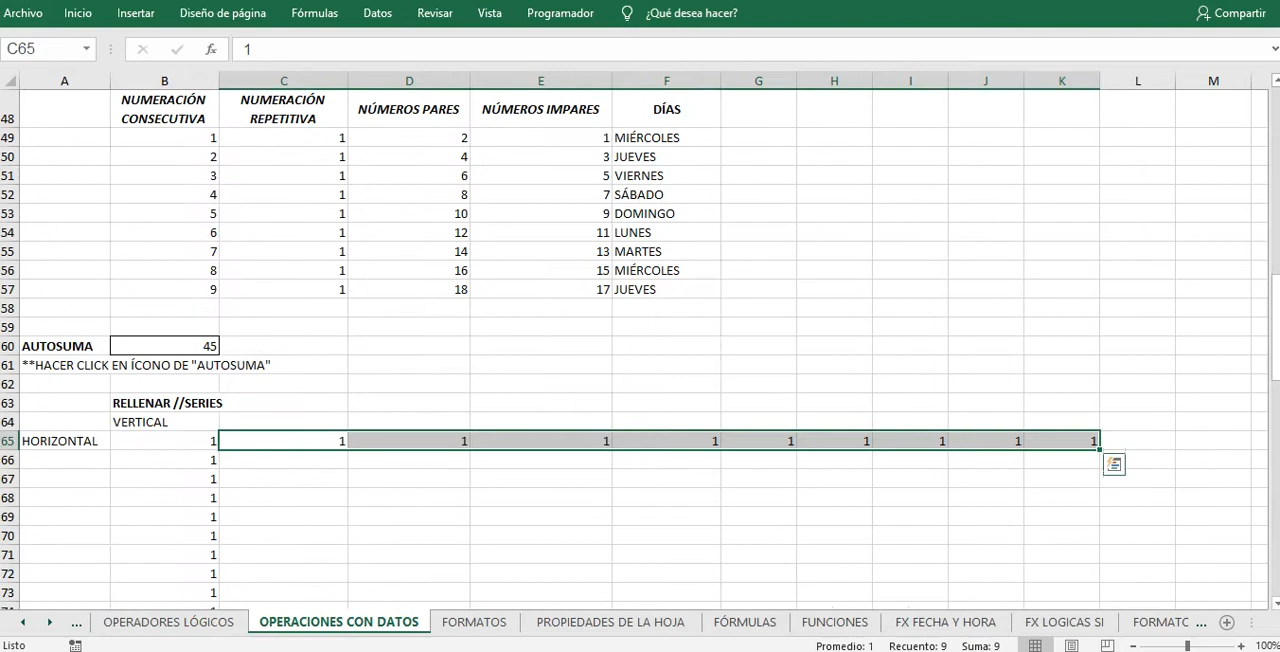 Archivo Inicio Insertar Diseño de página Fórmulas Datos Revisar Vista Programador ¿Qué desea hacer? Compartir
C65 fx 1
A B C D E F G H I J K L M
48 NUMERACIÓN CONSECUTIVA NUMERACIÓN REPETITIVA NÚMEROS PARES NÚMEROS IMPARES DÍAS
49 1 1 2 1 MIÉRCOLES
50 2 1 4 3 JUEVES
51 3 1 6 5 VIERNES
52 4 1 8 7 SÁBADO
53 5 1 10 9 DOMINGO
54 6 1 12 11 LUNES
55 7 1 14 13 MARTES
56 8 1 16 15 MIÉRCOLES
57 9 1 18 17 JUEVES
58
59
60 AUTOSUMA 45
61 **HACER CLICK EN ÍCONO DE "AUTOSUMA"
62
63 RELLENAR //SERIES
64 VERTICAL
65 HORIZONTAL 1 1 1 1 1 1 1 1 1 1
66 1
67 1
68 1
69 1
70 1
71 1
72 1
73 1
... OPERADORES LÓGICOS OPERACIONES CON DATOS FORMATOS PROPIEDADES DE LA HOJA FÓRMULAS FUNCIONES FX FECHA Y HORA FX LOGICAS SI FORMATC ...
Listo Promedio: 1 Recuento: 9 Suma: 9 100%